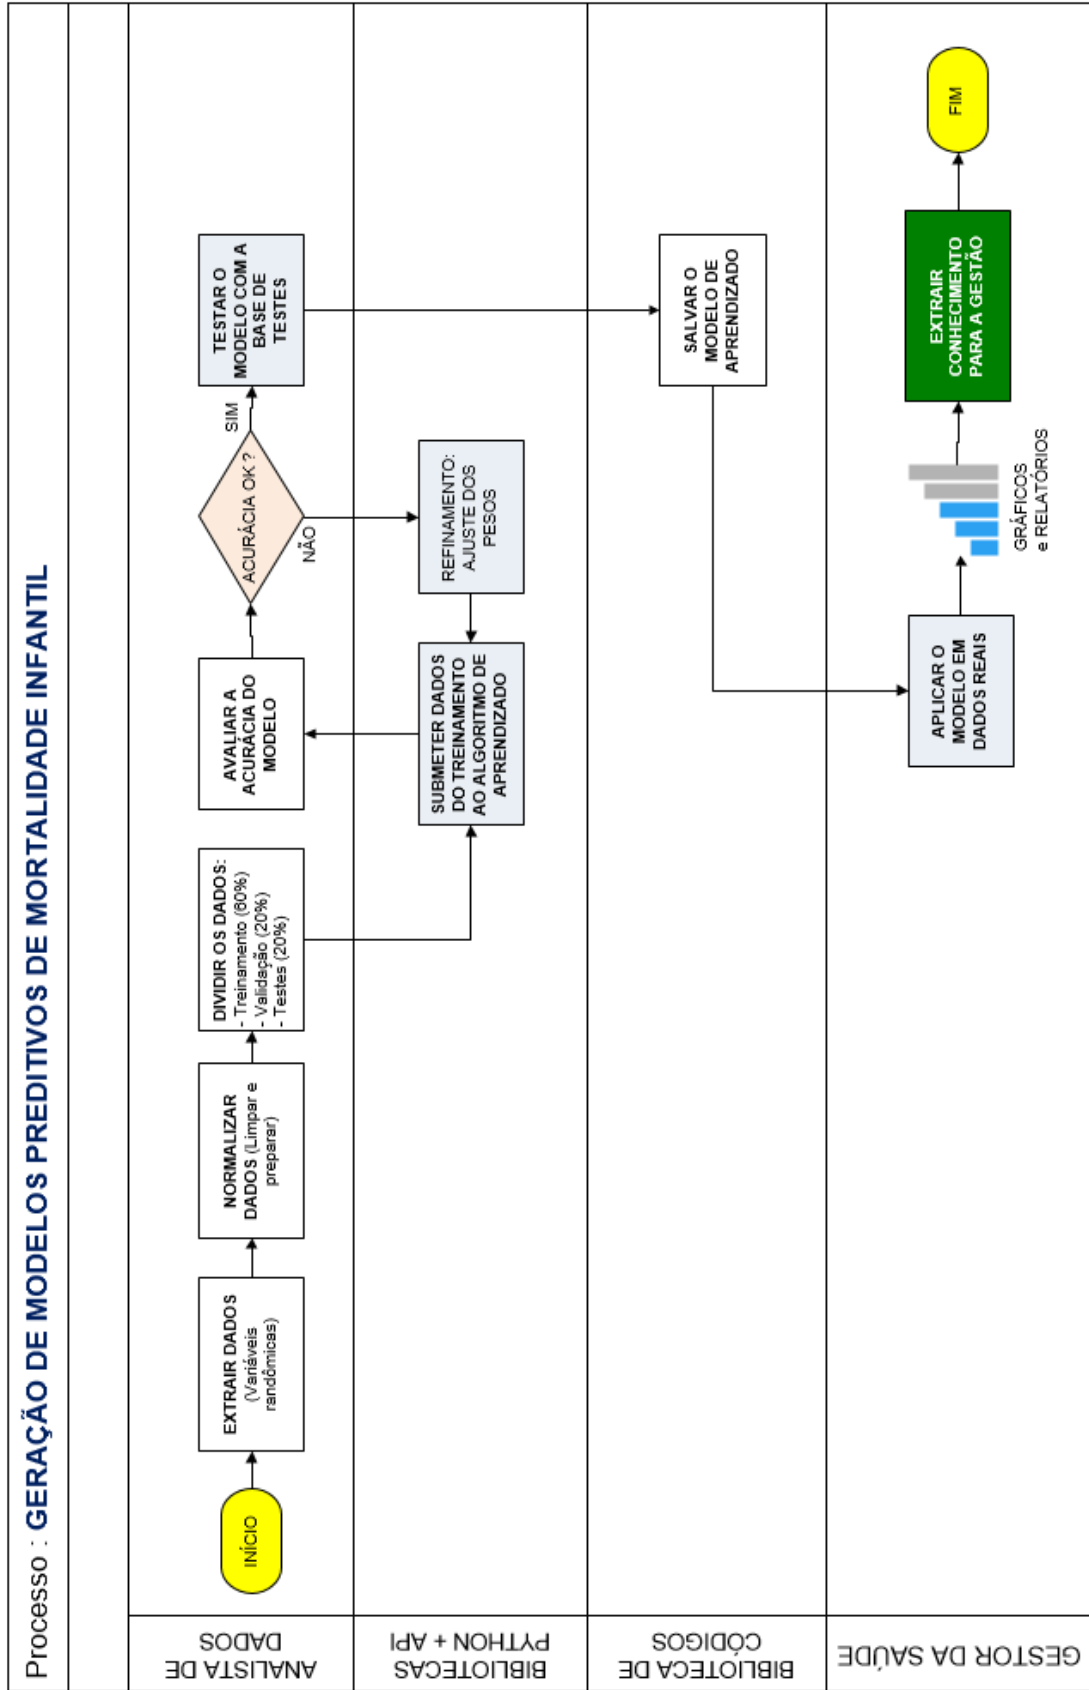 Processo : GERAÇÃO DE MODELOS PREDITIVOS DE MORTALIDADE INFANTIL
ANALISTA DE
DADOS
INÍCIO
EXTRAIR DADOS
(Variáveis
randômicas)
NORMALIZAR
DADOS (Limpar e
preparar)
DIVIDIR OS DADOS:
- Treinamento (60%)
- Validação (20%)
- Testes (20%)
AVALIAR A
ACURÁCIA DO
MODELO
ACURÁCIA OK ?
SIM
NÃO
TESTAR O
MODELO COM A
BASE DE
TESTES
BIBLIOTECAS
PYTHON + API
SUBMETER DADOS
DO TREINAMENTO
AO ALGORITMO DE
APRENDIZADO
REFINAMENTO:
AJUSTE DOS
PESOS
BIBLIOTECA DE
CÓDIGOS
SALVAR O
MODELO DE
APRENDIZADO
GESTOR DA SAÚDE
APLICAR O
MODELO EM
DADOS REAIS
GRÁFICOS
e RELATÓRIOS
EXTRAIR
CONHECIMENTO
PARA A GESTÃO
FIM